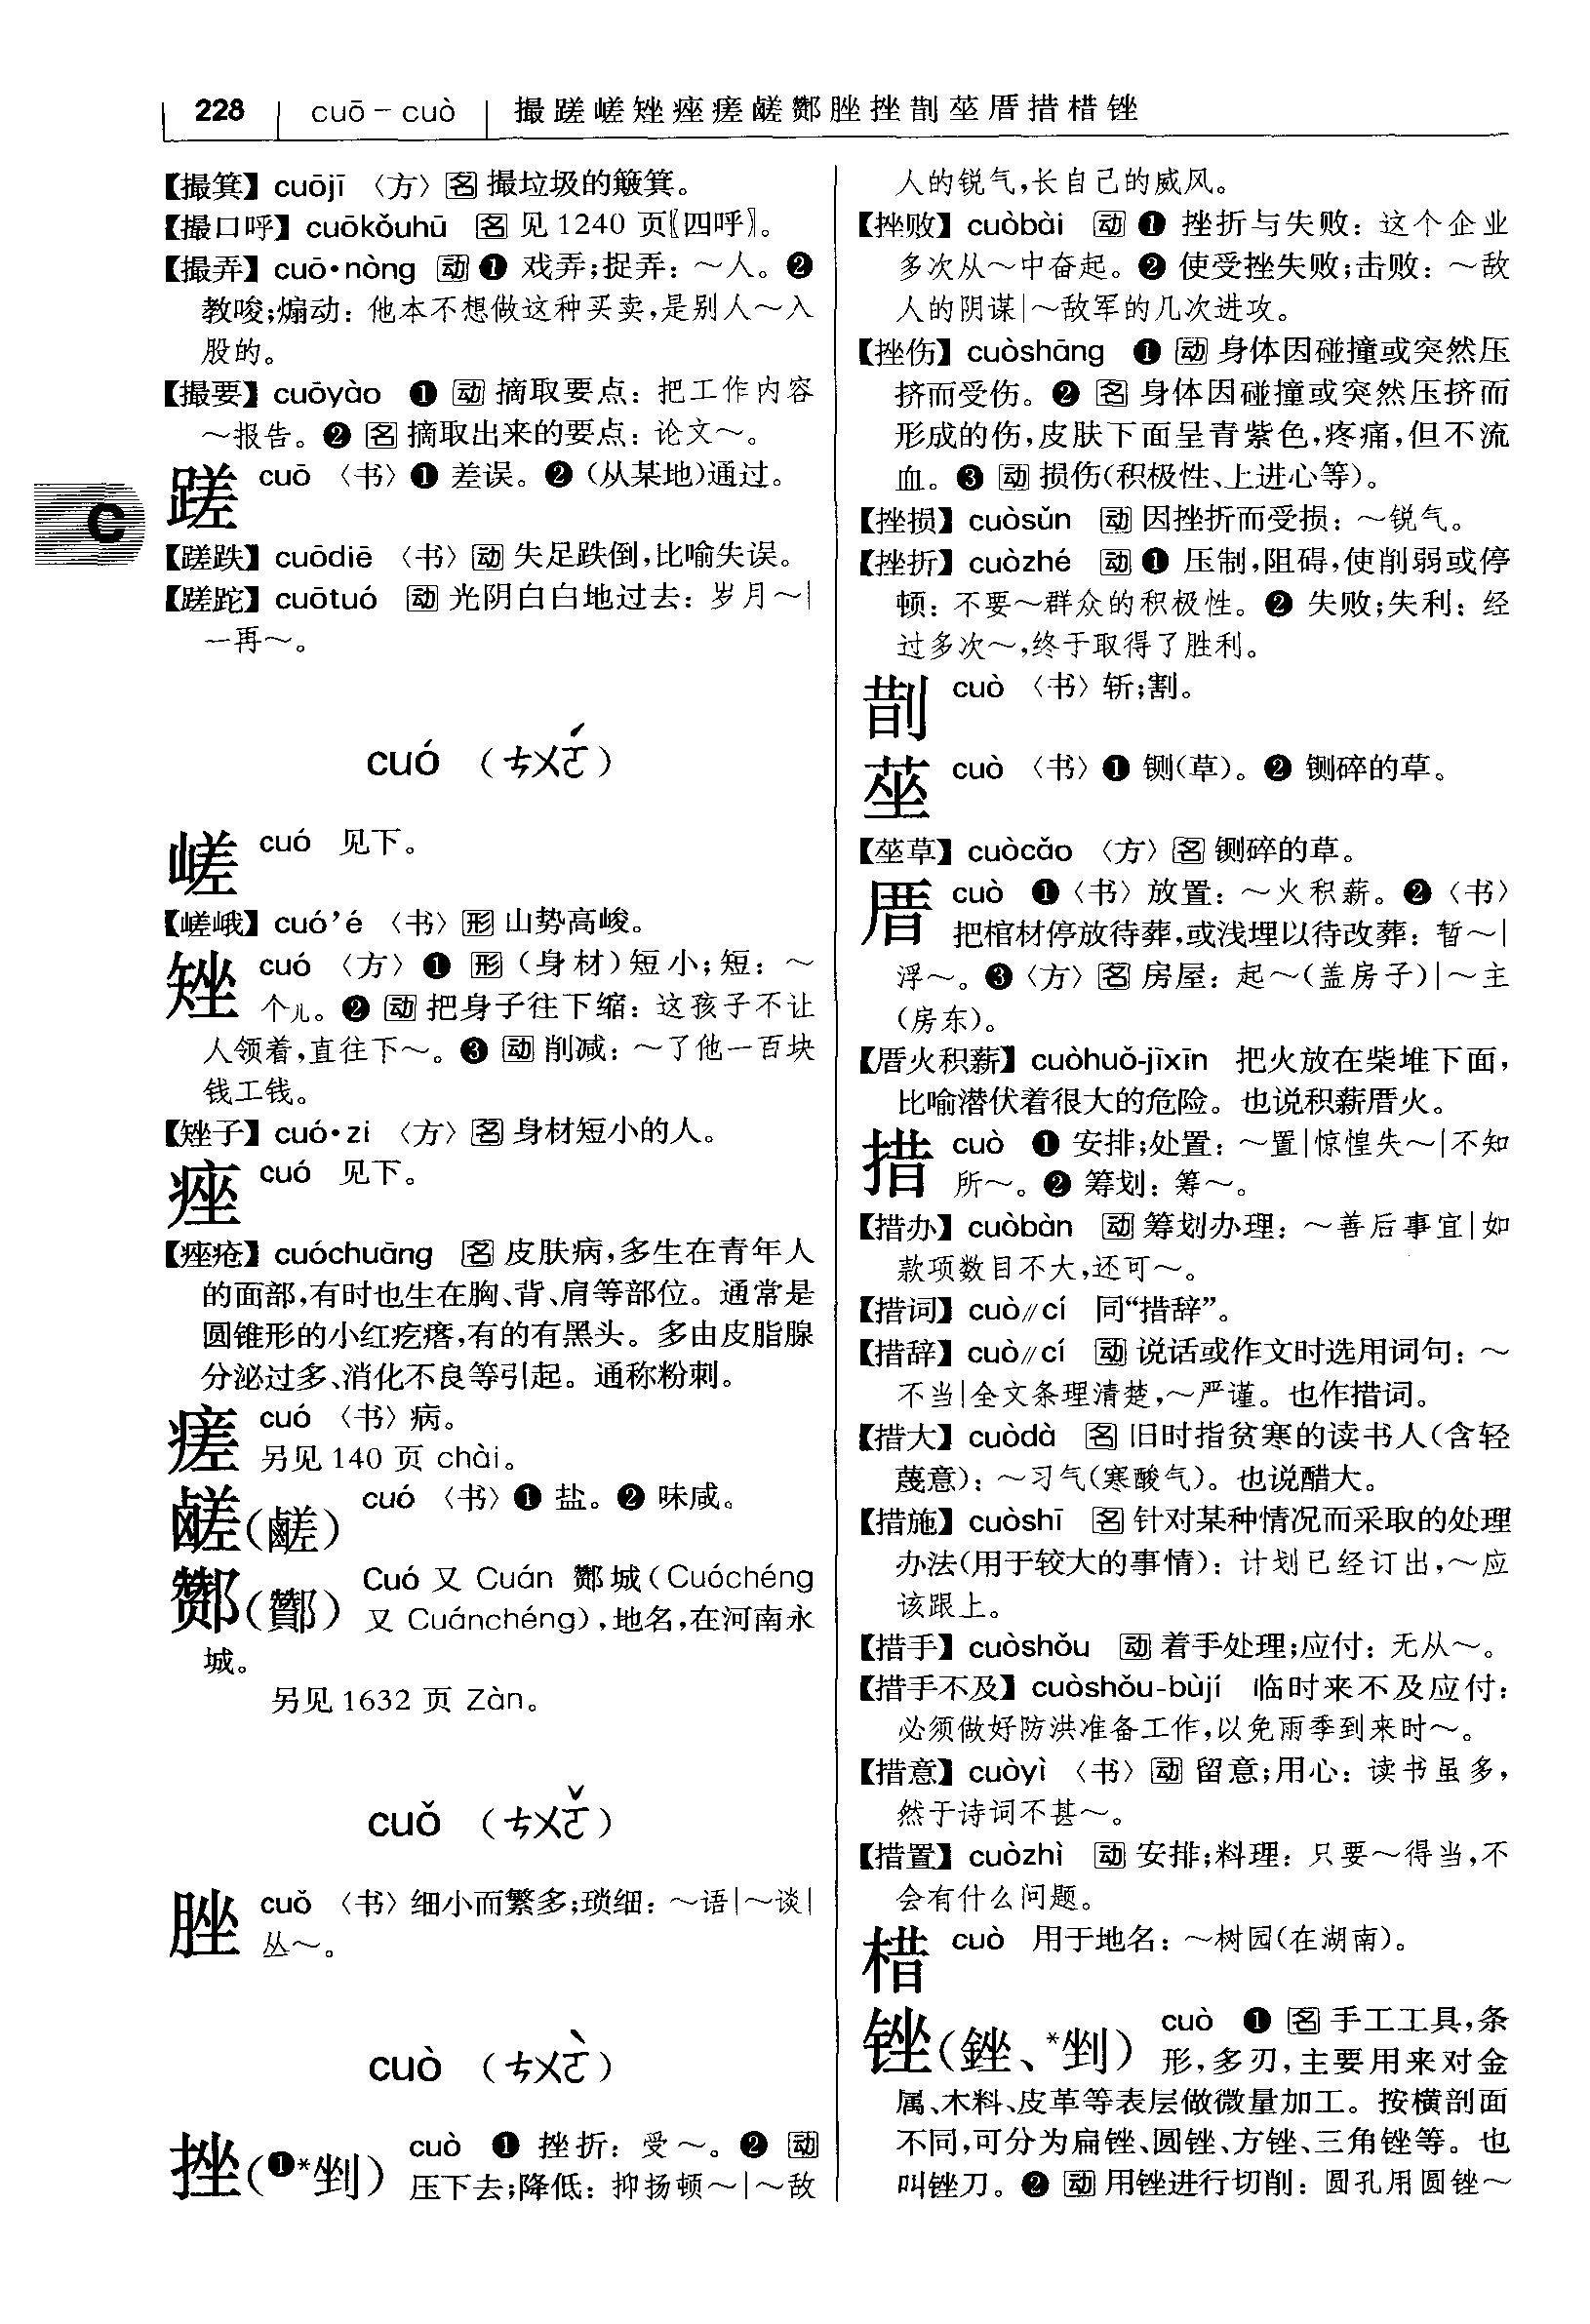 228 cuō－cuò 撮蹉嵯矬痤瘥鹾酂脞挫剒莝厝措棤锉
【撮箕】 cuōjī 〈方〉名 撮垃圾的簸箕。
【撮口呼】 cuōkǒuhū 名 见 1240 页〖四呼〗。
【撮弄】 cuō•nòng 动 ❶ 戏弄;捉弄：～人。❷
教唆;煽动：他本不想做这种买卖,是别人～入
股的。
【撮要】 cuōyào ❶ 动 摘取要点：把工作内容
～报告。❷ 名 摘取出来的要点：论文～。
蹉 cuō 〈书〉❶ 差误。❷ (从某地)通过。
C
【蹉跌】 cuōdiē 〈书〉动 失足跌倒,比喻失误。
【蹉跎】 cuōtuó 动 光阴白白地过去：岁月～|
一再～。
cuó （ㄘㄨㄛˊ）
嵯 cuó 见下。
【嵯峨】 cuó'é 〈书〉形 山势高峻。
矬 cuó 〈方〉❶ 形 (身材)短小;短：～
个儿。❷ 动 把身子往下缩：这孩子不让
人领着,直往下～。❸ 动 削减：～了他一百块
钱工钱。
【矬子】 cuó•zi 〈方〉名 身材短小的人。
痤 cuó 见下。
【痤疮】 cuóchuāng 名 皮肤病,多生在青年人
的面部,有时也生在胸、背、肩等部位。通常是
圆锥形的小红疙瘩,有的有黑头。多由皮脂腺
分泌过多、消化不良等引起。通称粉刺。
瘥 cuó 〈书〉病。
另见 140 页 chài。
鹾(鹺) cuó 〈书〉❶ 盐。❷ 味咸。
酂(酇) Cuó 又 Cuán 酂城(Cuóchéng
又 Cuánchéng),地名,在河南永
城。
另见 1632 页 Zàn。
cuǒ （ㄘㄨㄛˇ）
脞 cuǒ 〈书〉细小而繁多;琐细：～语|～谈|
丛～。
cuò （ㄘㄨㄛˋ）
挫(❶*剉) cuò ❶ 挫折：受～。❷ 动
压下去;降低：抑扬顿～|～敌
人的锐气,长自己的威风。
【挫败】 cuòbài 动 ❶ 挫折与失败：这个企业
多次从～中奋起。❷ 使受挫失败;击败：～敌
人的阴谋|～敌军的几次进攻。
【挫伤】 cuòshāng ❶ 动 身体因碰撞或突然压
挤而受伤。❷ 名 身体因碰撞或突然压挤而
形成的伤,皮肤下面呈青紫色,疼痛,但不流
血。❸ 动 损伤(积极性、上进心等)。
【挫损】 cuòsǔn 动 因挫折而受损：～锐气。
【挫折】 cuòzhé 动 ❶ 压制,阻碍,使削弱或停
顿：不要～群众的积极性。❷ 失败;失利：经
过多次～,终于取得了胜利。
剒 cuò 〈书〉斩;割。
莝 cuò 〈书〉❶ 铡(草)。❷ 铡碎的草。
【莝草】 cuòcǎo 〈方〉名 铡碎的草。
厝 cuò ❶〈书〉放置：～火积薪。❷〈书〉
把棺材停放待葬,或浅埋以待改葬：暂～|
浮～。❸〈方〉名 房屋：起～(盖房子)|～主
(房东)。
【厝火积薪】 cuòhuǒ-jīxīn 把火放在柴堆下面,
比喻潜伏着很大的危险。也说积薪厝火。
措 cuò ❶ 安排;处置：～置|惊惶失～|不知
所～。❷ 筹划：筹～。
【措办】 cuòbàn 动 筹划办理：～善后事宜|如
款项数目不大,还可～。
【措词】 cuò∥cí 同“措辞”。
【措辞】 cuò∥cí 动 说话或作文时选用词句：～
不当|全文条理清楚,～严谨。也作措词。
【措大】 cuòdà 名 旧时指贫寒的读书人(含轻
蔑意)：～习气(寒酸气)。也说醋大。
【措施】 cuòshī 名 针对某种情况而采取的处理
办法(用于较大的事情)：计划已经订出,～应
该跟上。
【措手】 cuòshǒu 动 着手处理;应付：无从～。
【措手不及】 cuòshǒu-bùjí 临时来不及应付：
必须做好防洪准备工作,以免雨季到来时～。
【措意】 cuòyì 〈书〉动 留意;用心：读书虽多,
然于诗词不甚～。
【措置】 cuòzhì 动 安排;料理：只要～得当,不
会有什么问题。
棤 cuò 用于地名：～树园(在湖南)。
锉(銼、*剉) cuò ❶ 名 手工工具,条
形,多刃,主要用来对金
属、木料、皮革等表层做微量加工。按横剖面
不同,可分为扁锉、圆锉、方锉、三角锉等。也
叫锉刀。❷ 动 用锉进行切削：圆孔用圆锉～